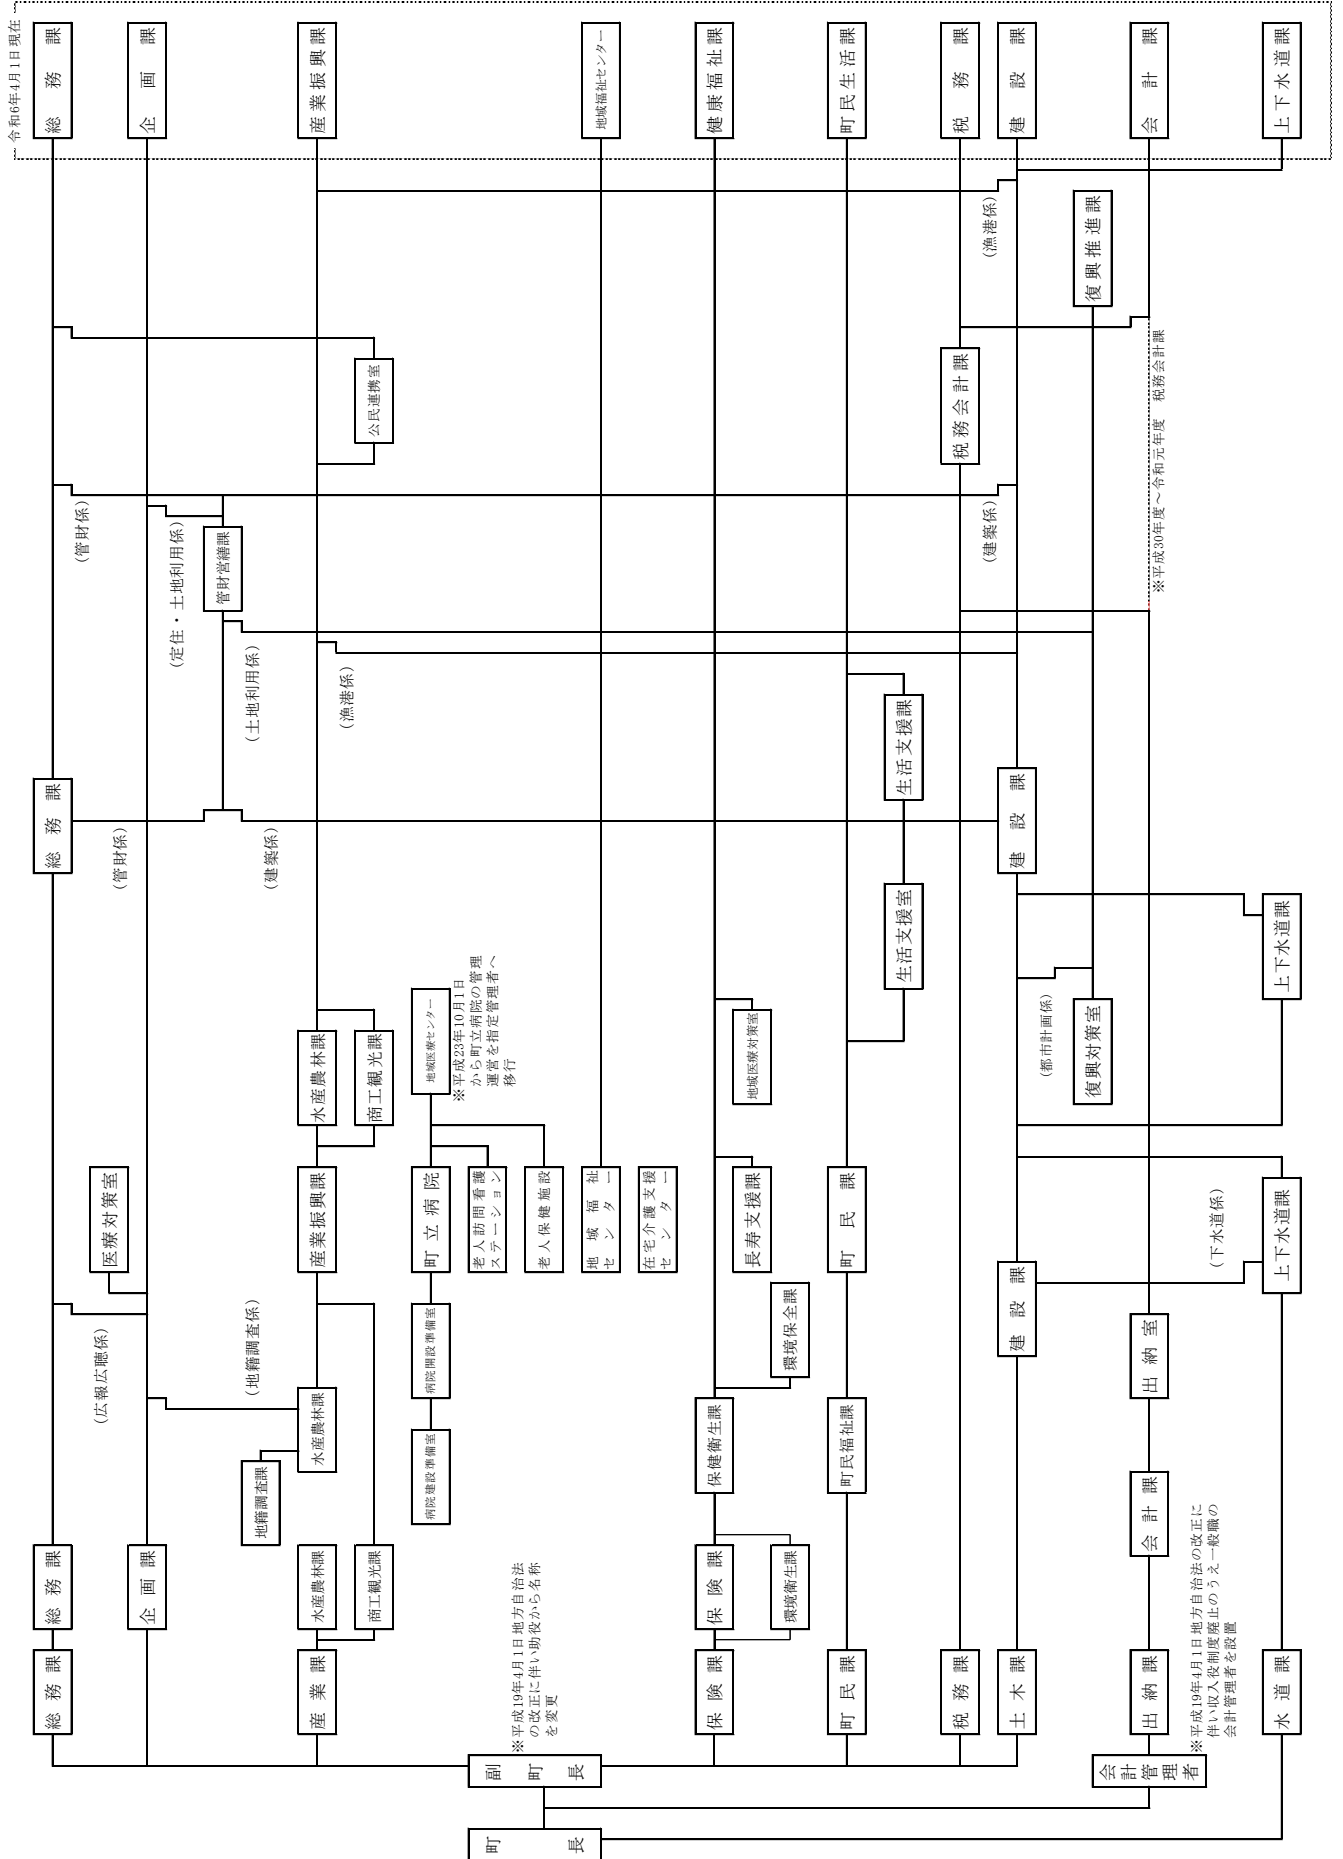 令和6年4月1日現在
総務課
企画課
産業振興課
地域福祉センター
健康福祉課
町民生活課
税務課
建設課
会計課
上下水道課
(漁港係)
復興推進課
公民連携室
税務会計課
※平成30年度～令和元年度 税務会計課
(管財係)
(定住・土地利用係)
管財営繕課
(建築係)
(土地利用係)
(漁港係)
生活支援課
総務課
(管財係)
(建築係)
建設課
生活支援室
上下水道課
地域医療センター
※平成23年10月1日
から町立病院の管理
運営を指定管理者へ
移行
水産農林課
商工観光課
地域医療対策室
(都市計画係)
復興対策室
医療対策室
産業振興課
町立病院
老人訪問看護
ステーション
老人保健施設
地域福祉
センター
在宅介護支援
センター
長寿支援課
町民課
(下水道係)
上下水道課
(広報広聴係)
(地籍調査係)
病院開設準備室
環境保全課
建設課
出納室
地籍調査課
水産農林課
病院建設準備室
保健衛生課
町民福祉課
会計課
総務課
企画課
水産農林課
商工観光課
保険課
環境衛生課
総務課
産業課
※平成19年4月1日地方自治法
の改正に伴い助役から名称
を変更
保険課
町民課
税務課
土木課
出納課
※平成19年4月1日地方自治法の改正に
伴い収入役制度廃止のうえ一般職の
会計管理者を設置
水道課
副町長
会計
管理者
町長